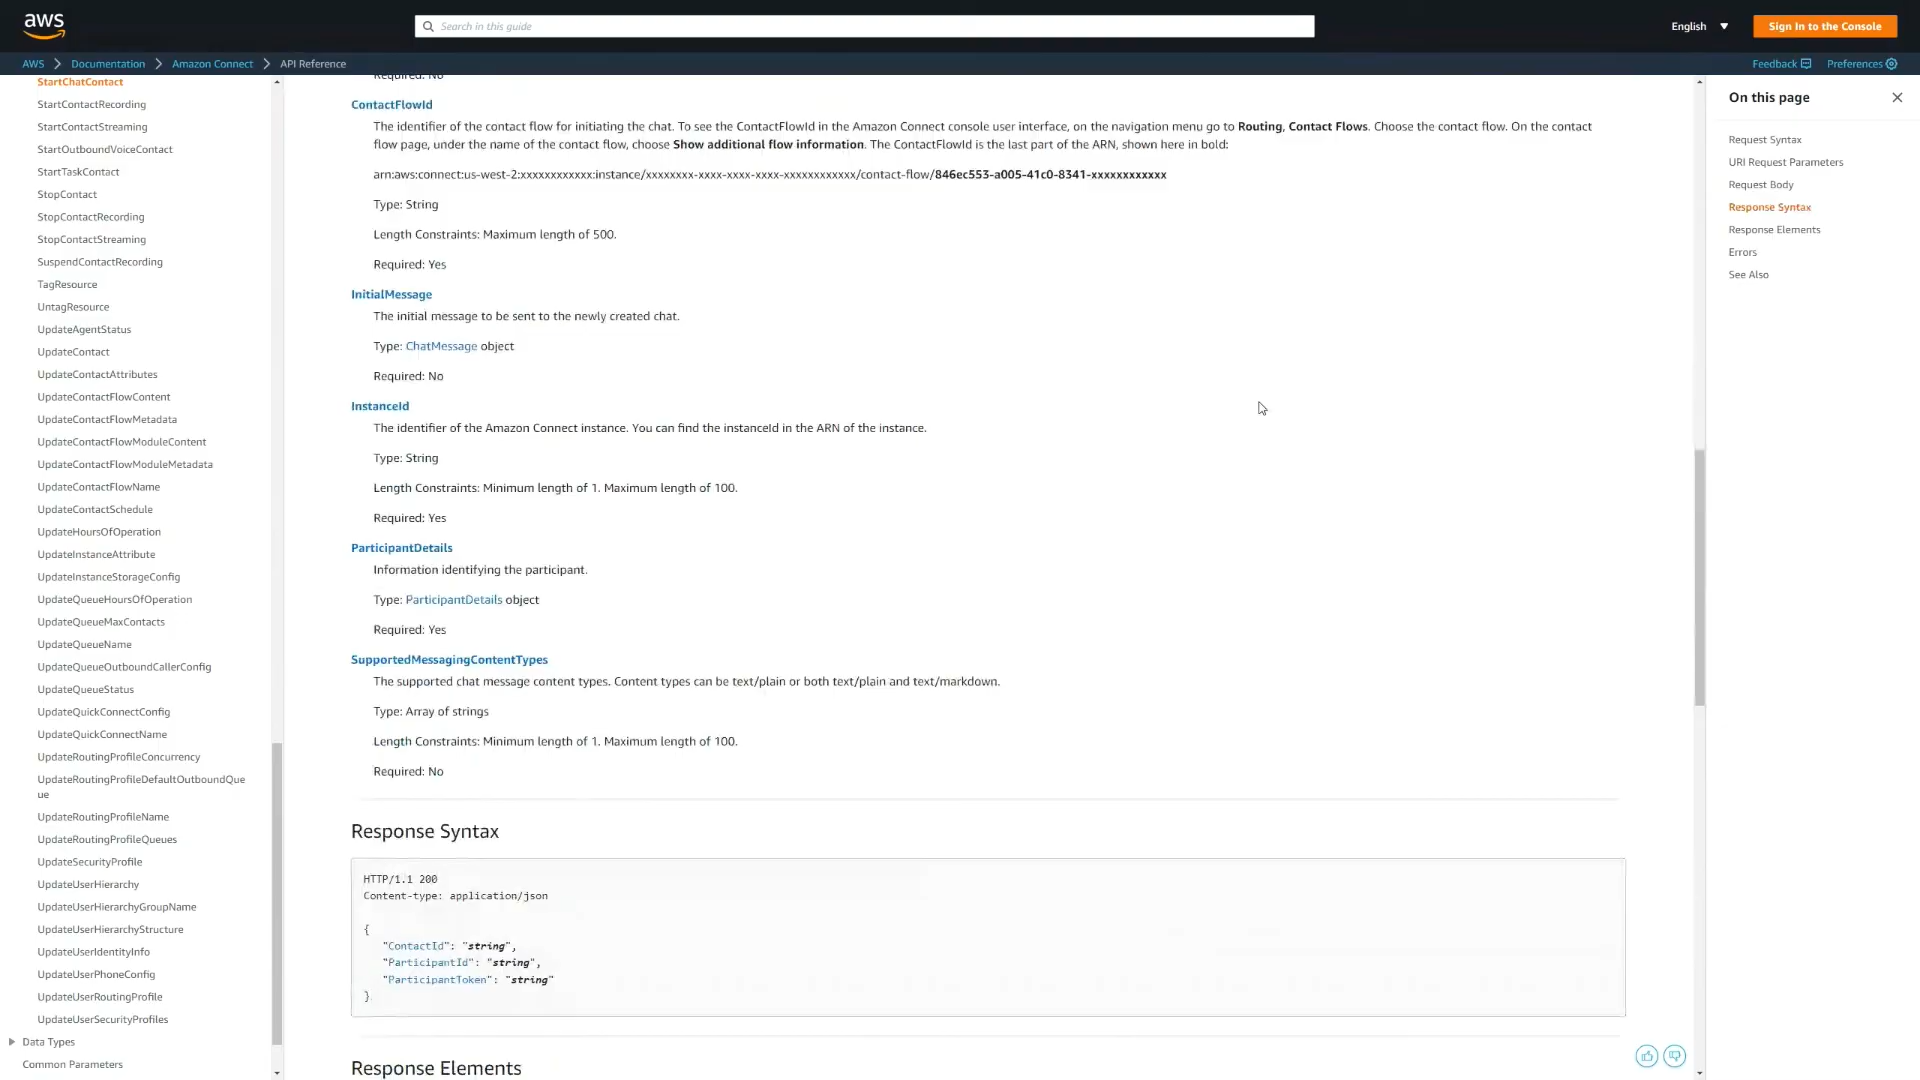 aws
Search in this guide
English
Sign In to the Console
AWS
Documentation
Amazon Connect
API Reference
Feedback
Preferences
StartChatContact
StartContactRecording
StartContactStreaming
StartOutboundVoiceContact
StartTaskContact
StopContact
StopContactRecording
StopContactStreaming
SuspendContactRecording
TagResource
UntagResource
UpdateAgentStatus
UpdateContact
UpdateContactAttributes
UpdateContactFlowContent
UpdateContactFlowMetadata
UpdateContactFlowModuleContent
UpdateContactFlowModuleMetadata
UpdateContactFlowName
UpdateContactSchedule
UpdateHoursOfOperation
UpdateInstanceAttribute
UpdateInstanceStorageConfig
UpdateQueueHoursOfOperation
UpdateQueueMaxContacts
UpdateQueueName
UpdateQueueOutboundCallerConfig
UpdateQueueStatus
UpdateQuickConnectConfig
UpdateQuickConnectName
UpdateRoutingProfileConcurrency
UpdateRoutingProfileDefaultOutboundQue
ue
UpdateRoutingProfileName
UpdateRoutingProfileQueues
UpdateSecurityProfile
UpdateUserHierarchy
UpdateUserHierarchyGroupName
UpdateUserHierarchyStructure
UpdateUserIdentityInfo
UpdateUserPhoneConfig
UpdateUserRoutingProfile
UpdateUserSecurityProfiles
Data Types
Common Parameters
Required: No
ContactFlowId
The identifier of the contact flow for initiating the chat. To see the ContactFlowId in the Amazon Connect console user interface, on the navigation menu go to Routing, Contact Flows. Choose the contact flow. On the contact
flow page, under the name of the contact flow, choose Show additional flow information. The ContactFlowId is the last part of the ARN, shown here in bold:
arn:aws:connect:us-west-2:xxxxxxxxxxxx:instance/xxxxxxxx-xxxx-xxxx-xxxx-xxxxxxxxxxxx/contact-flow/846ec553-a005-41c0-8341-xxxxxxxxxxxx
Type: String
Length Constraints: Maximum length of 500.
Required: Yes
InitialMessage
The initial message to be sent to the newly created chat.
Type: ChatMessage object
Required: No
InstanceId
The identifier of the Amazon Connect instance. You can find the instanceId in the ARN of the instance.
Type: String
Length Constraints: Minimum length of 1. Maximum length of 100.
Required: Yes
ParticipantDetails
Information identifying the participant.
Type: ParticipantDetails object
Required: Yes
SupportedMessagingContentTypes
The supported chat message content types. Content types can be text/plain or both text/plain and text/markdown.
Type: Array of strings
Length Constraints: Minimum length of 1. Maximum length of 100.
Required: No
Response Syntax
HTTP/1.1 200
Content-type: application/json
{
"ContactId": "string",
"ParticipantId": "string",
"ParticipantToken": "string"
}
Response Elements
On this page
Request Syntax
URI Request Parameters
Request Body
Response Syntax
Response Elements
Errors
See Also